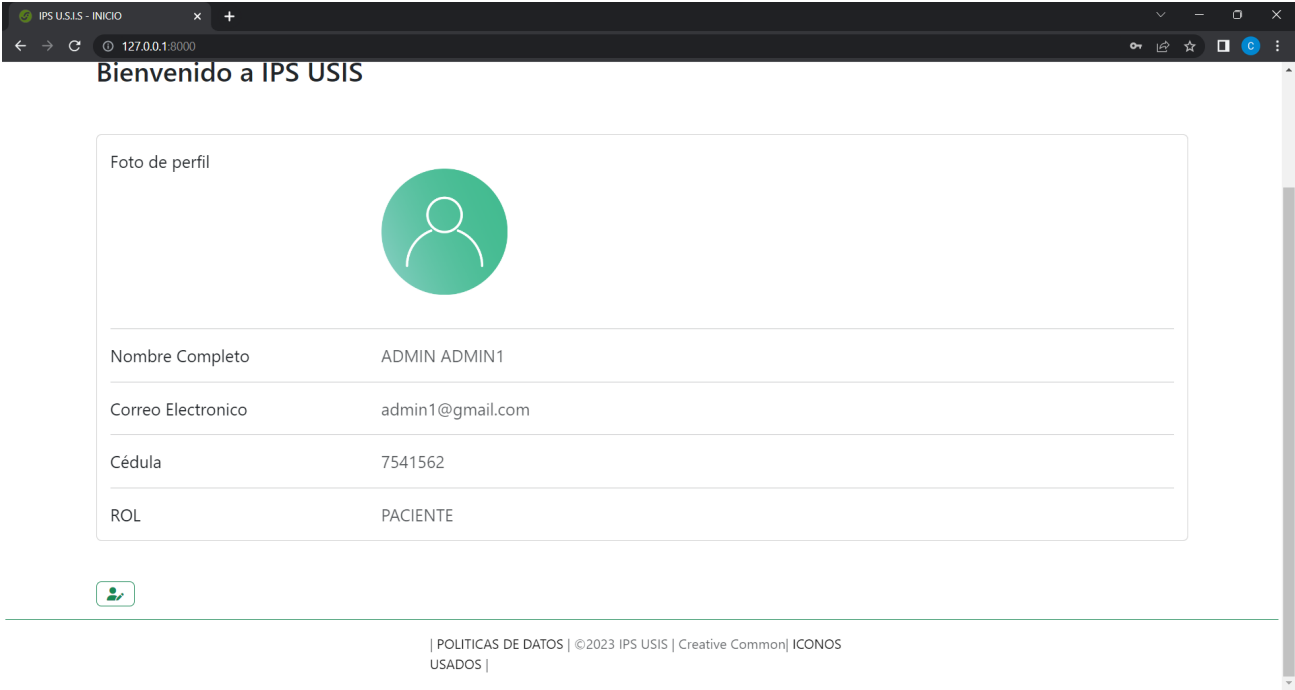 IPS U.S.I.S - INICIO
127.0.0.1:8000
C
Bienvenido a IPS USIS
Foto de perfil
Nombre Completo ADMIN ADMIN1
Correo Electronico admin1@gmail.com
Cédula 7541562
ROL PACIENTE
| POLITICAS DE DATOS | ©2023 IPS USIS | Creative Common| ICONOS
USADOS |